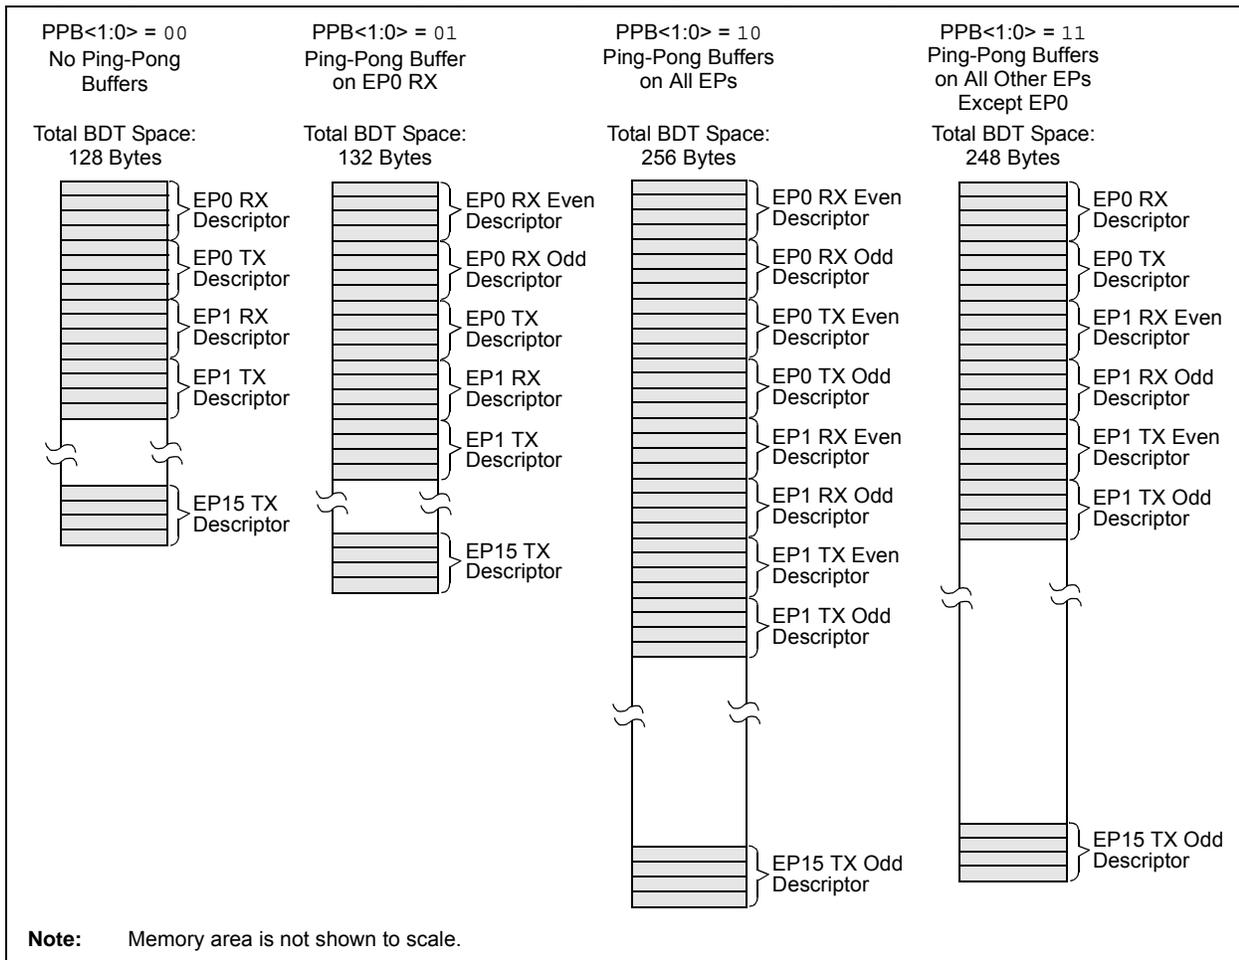 PPB<1:0> = 00
No Ping-Pong
Buffers
Total BDT Space:
128 Bytes
EP0 RX
Descriptor
EP0 TX
Descriptor
EP1 RX
Descriptor
EP1 TX
Descriptor
EP15 TX
Descriptor
PPB<1:0> = 01
Ping-Pong Buffer
on EP0 RX
Total BDT Space:
132 Bytes
EP0 RX Even
Descriptor
EP0 RX Odd
Descriptor
EP0 TX
Descriptor
EP1 RX
Descriptor
EP1 TX
Descriptor
EP15 TX
Descriptor
PPB<1:0> = 10
Ping-Pong Buffers
on All EPs
Total BDT Space:
256 Bytes
EP0 RX Even
Descriptor
EP0 RX Odd
Descriptor
EP0 TX Even
Descriptor
EP0 TX Odd
Descriptor
EP1 RX Even
Descriptor
EP1 RX Odd
Descriptor
EP1 TX Even
Descriptor
EP1 TX Odd
Descriptor
EP15 TX Odd
Descriptor
PPB<1:0> = 11
Ping-Pong Buffers
on All Other EPs
Except EP0
Total BDT Space:
248 Bytes
EP0 RX
Descriptor
EP0 TX
Descriptor
EP1 RX Even
Descriptor
EP1 RX Odd
Descriptor
EP1 TX Even
Descriptor
EP1 TX Odd
Descriptor
EP15 TX Odd
Descriptor
Note: Memory area is not shown to scale.